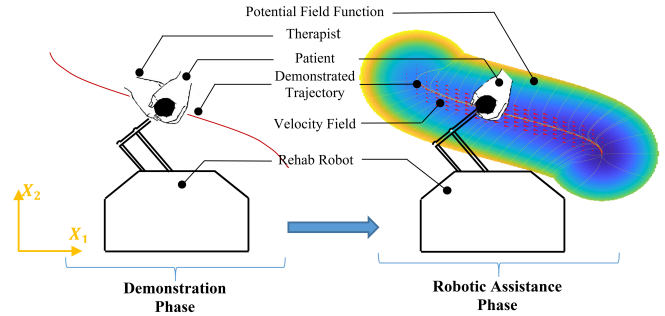 Potential Field Function
Therapist
Patient
Demonstrated
Trajectory
Velocity Field
Rehab Robot
X₂
X₁
Demonstration
Phase
Robotic Assistance
Phase